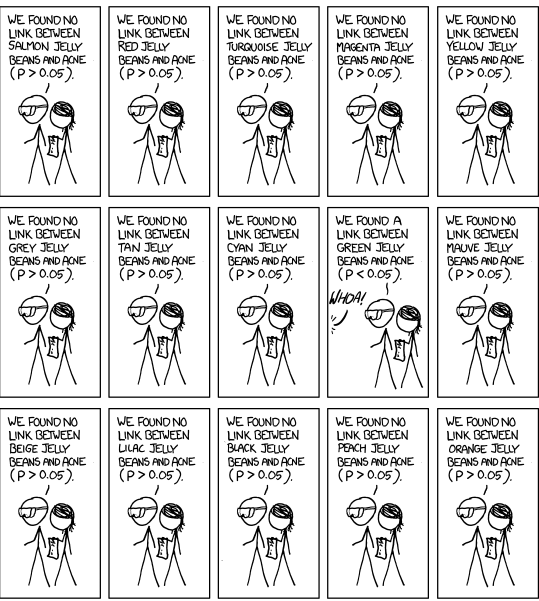 WE FOUND NO
LINK BETWEEN
SALMON JELLY
BEANS AND ACNE
(P > 0.05).
WE FOUND NO
LINK BETWEEN
RED JELLY
BEANS AND ACNE
(P > 0.05).
WE FOUND NO
LINK BETWEEN
TURQUOISE JELLY
BEANS AND ACNE
(P > 0.05).
WE FOUND NO
LINK BETWEEN
MAGENTA JELLY
BEANS AND ACNE
(P > 0.05).
WE FOUND NO
LINK BETWEEN
YELLOW JELLY
BEANS AND ACNE
(P > 0.05).
WE FOUND NO
LINK BETWEEN
GREY JELLY
BEANS AND ACNE
(P > 0.05).
WE FOUND NO
LINK BETWEEN
TAN JELLY
BEANS AND ACNE
(P > 0.05).
WE FOUND NO
LINK BETWEEN
CYAN JELLY
BEANS AND ACNE
(P > 0.05).
WE FOUND A
LINK BETWEEN
GREEN JELLY
BEANS AND ACNE
(P < 0.05).
WHOA!
WE FOUND NO
LINK BETWEEN
MAUVE JELLY
BEANS AND ACNE
(P > 0.05).
WE FOUND NO
LINK BETWEEN
BEIGE JELLY
BEANS AND ACNE
(P > 0.05).
WE FOUND NO
LINK BETWEEN
LILAC JELLY
BEANS AND ACNE
(P > 0.05).
WE FOUND NO
LINK BETWEEN
BLACK JELLY
BEANS AND ACNE
(P > 0.05).
WE FOUND NO
LINK BETWEEN
PEACH JELLY
BEANS AND ACNE
(P > 0.05).
WE FOUND NO
LINK BETWEEN
ORANGE JELLY
BEANS AND ACNE
(P > 0.05).